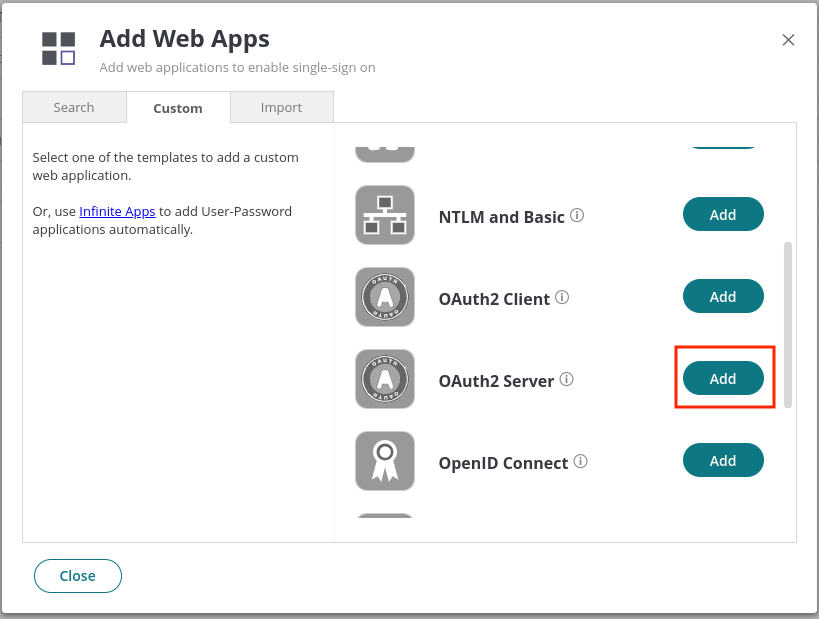 Add Web Apps
Add web applications to enable single-sign on
Search
Custom
Import
Select one of the templates to add a custom
web application.
Or, use Infinite Apps to add User-Password
applications automatically.
NTLM and Basic
Add
OAUTH
OAUTH
OAuth2 Client
Add
OAUTH
OAUTH
OAuth2 Server
Add
OpenID Connect
Add
Close